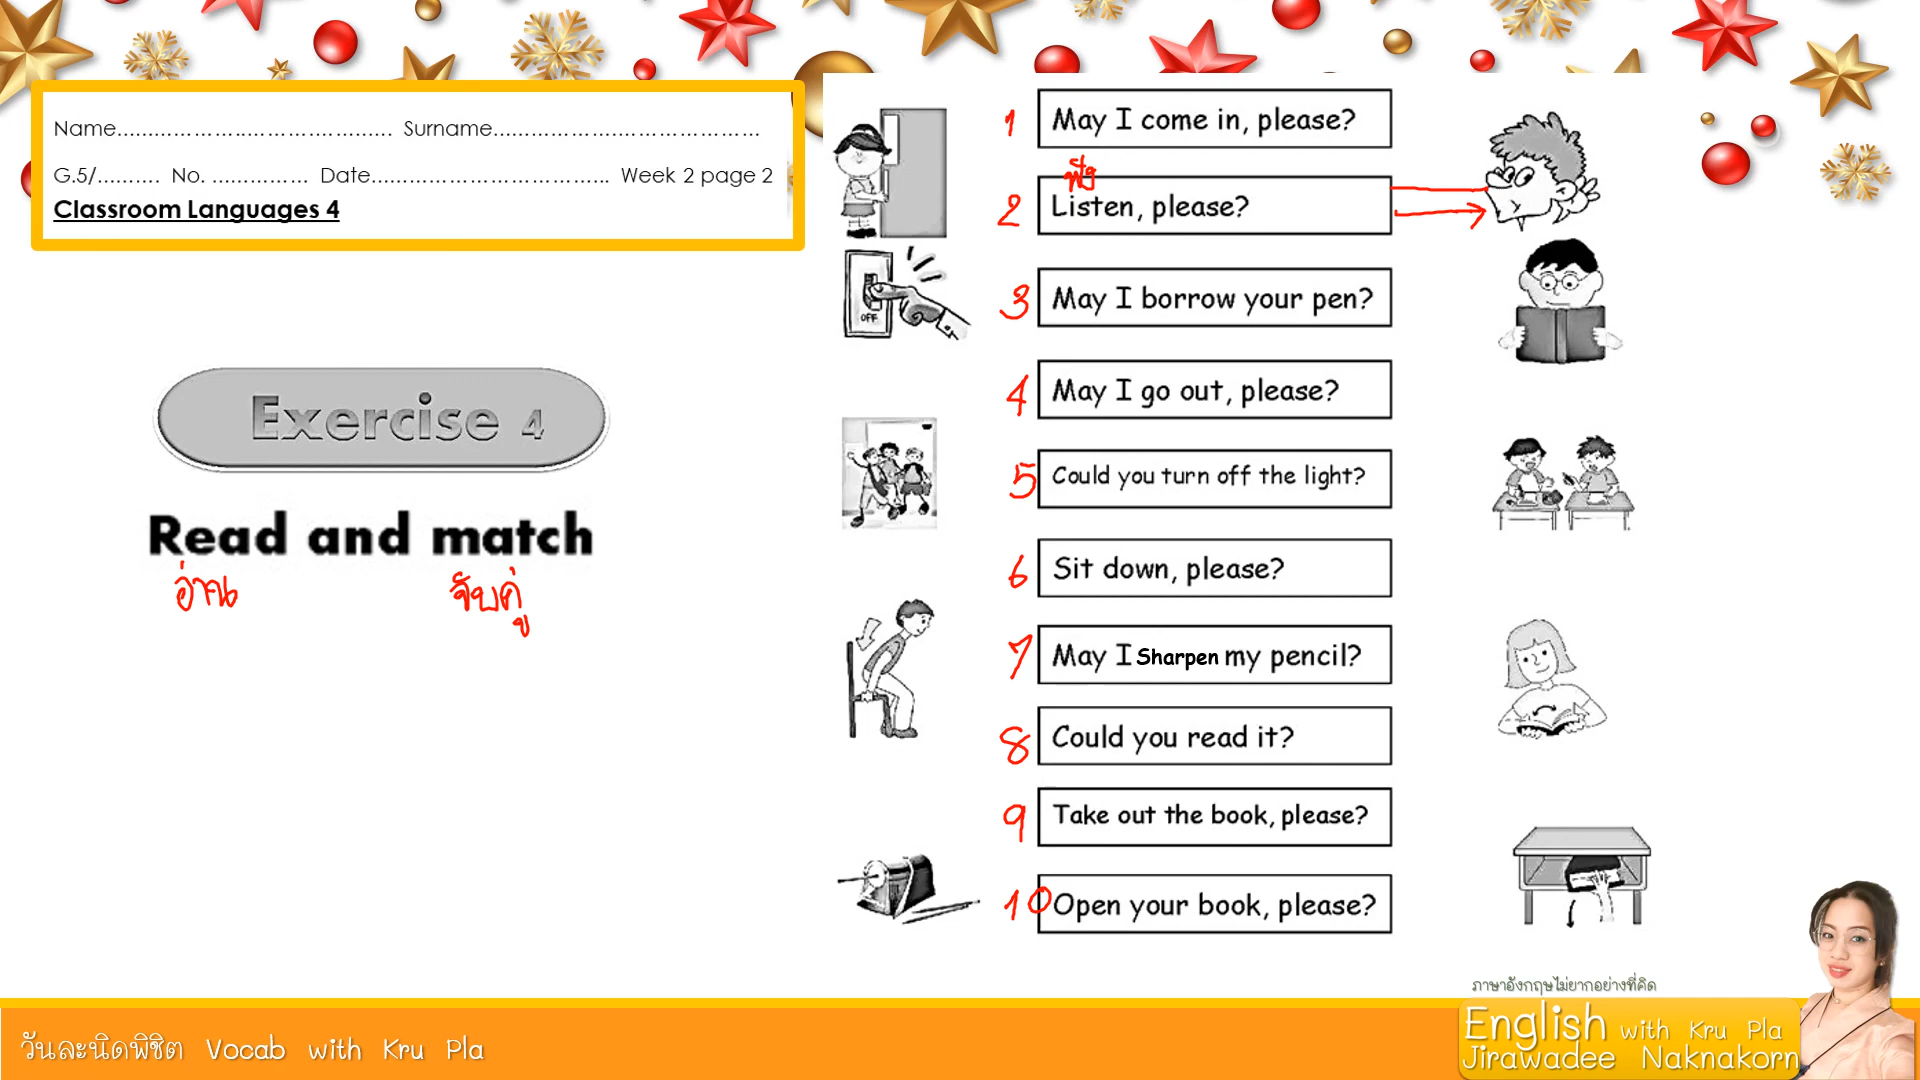 Name............................................ Surname............................................
G.5/.......... No. ............... Date...................................... Week 2 page 2
Classroom Languages 4
Exercise 4
Read and match
อ่าน จับคู่
1 May I come in, please?
ฟัง
2 Listen, please?
3 May I borrow your pen?
4 May I go out, please?
5 Could you turn off the light?
6 Sit down, please?
7 May I Sharpen my pencil?
8 Could you read it?
9 Take out the book, please?
10 Open your book, please?
OFF
ภาษาอังกฤษไม่ยากอย่างที่คิด
English with Kru Pla
Jirawadee Naknakorn
วันละนิดพิชิต Vocab with Kru Pla